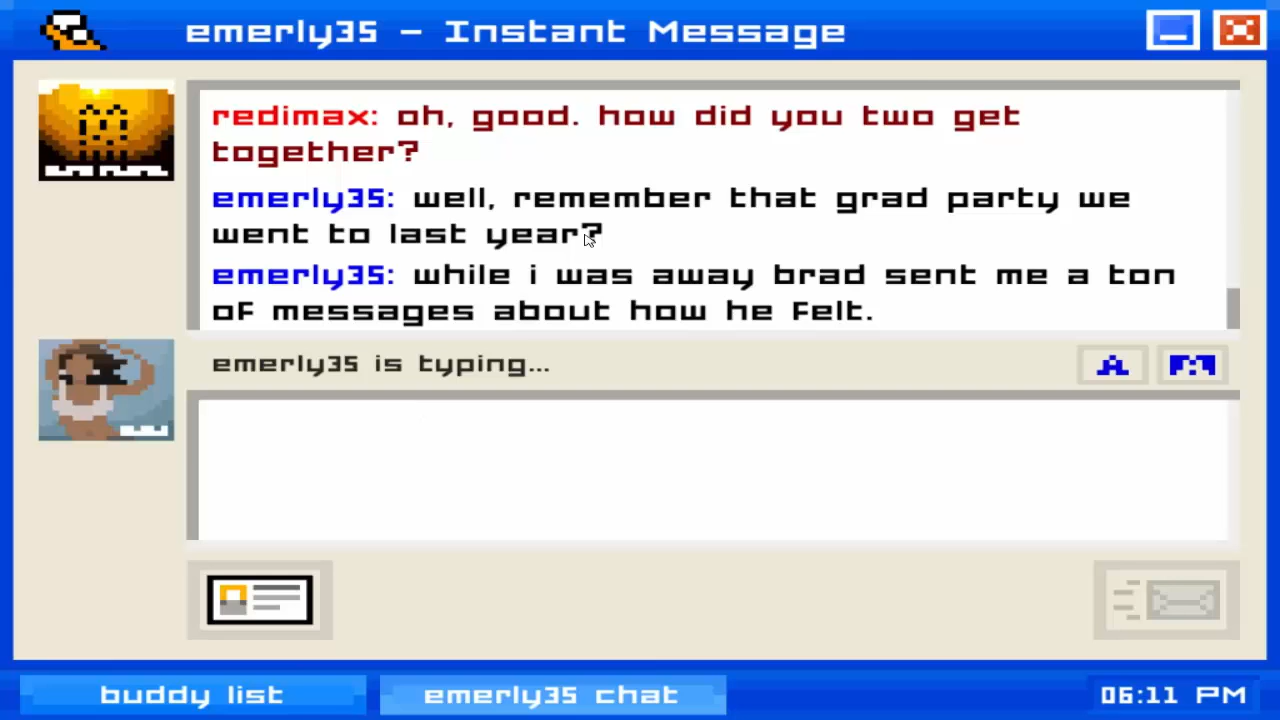 emerly35 - Instant Message
redimax: oh, good. how did you two get
together?
emerly35: well, remember that grad party we
went to last year?
emerly35: while i was away brad sent me a ton
of messages about how he felt.
emerly35 is typing...
A
buddy list
emerly35 chat
06:11 PM